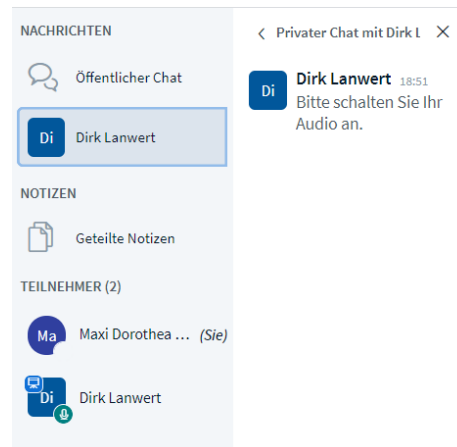 NACHRICHTEN
Öffentlicher Chat
Di Dirk Lanwert
NOTIZEN
Geteilte Notizen
TEILNEHMER (2)
Ma Maxi Dorothea … (Sie)
Di Dirk Lanwert
Privater Chat mit Dirk L
Di Dirk Lanwert 18:51
Bitte schalten Sie Ihr
Audio an.